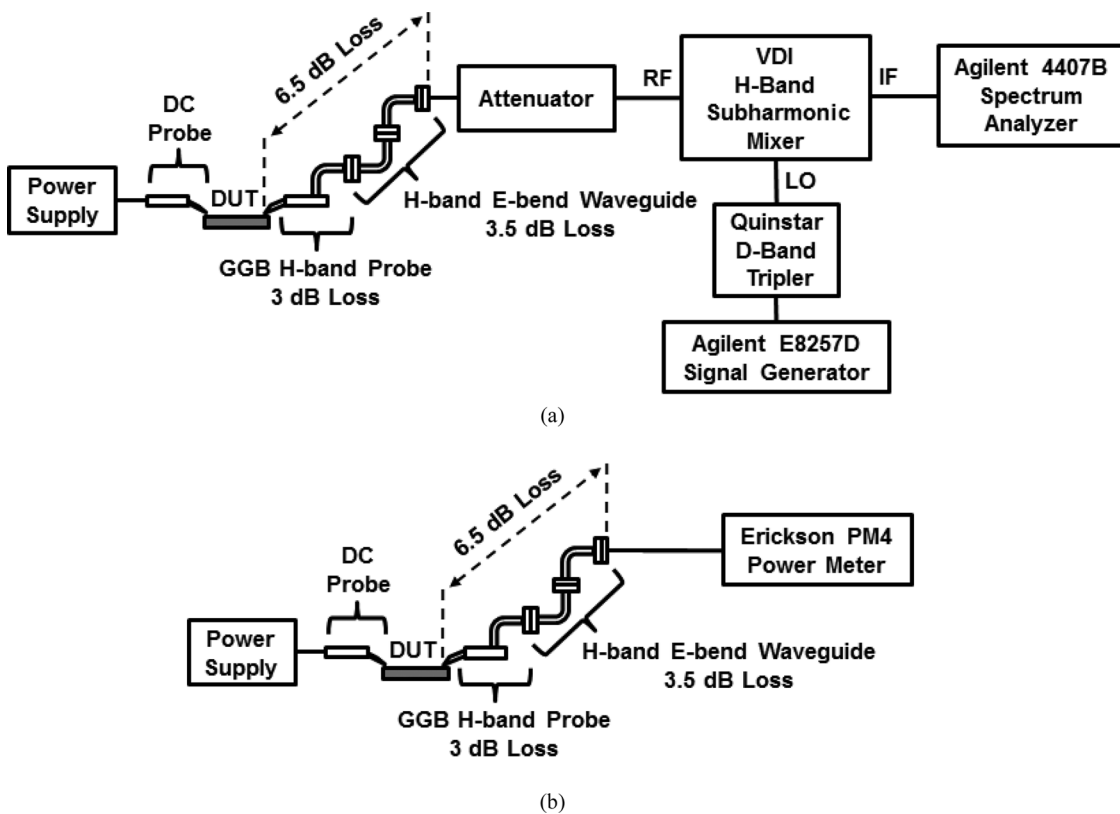 6.5 dB Loss
DC
Probe
Power
Supply
DUT
GGB H-band Probe
3 dB Loss
H-band E-bend Waveguide
3.5 dB Loss
Attenuator
RF
VDI
H-Band
Subharmonic
Mixer
IF
Agilent 4407B
Spectrum
Analyzer
LO
Quinstar
D-Band
Tripler
Agilent E8257D
Signal Generator
(a)
6.5 dB Loss
DC
Probe
Power
Supply
DUT
GGB H-band Probe
3 dB Loss
H-band E-bend Waveguide
3.5 dB Loss
Erickson PM4
Power Meter
(b)